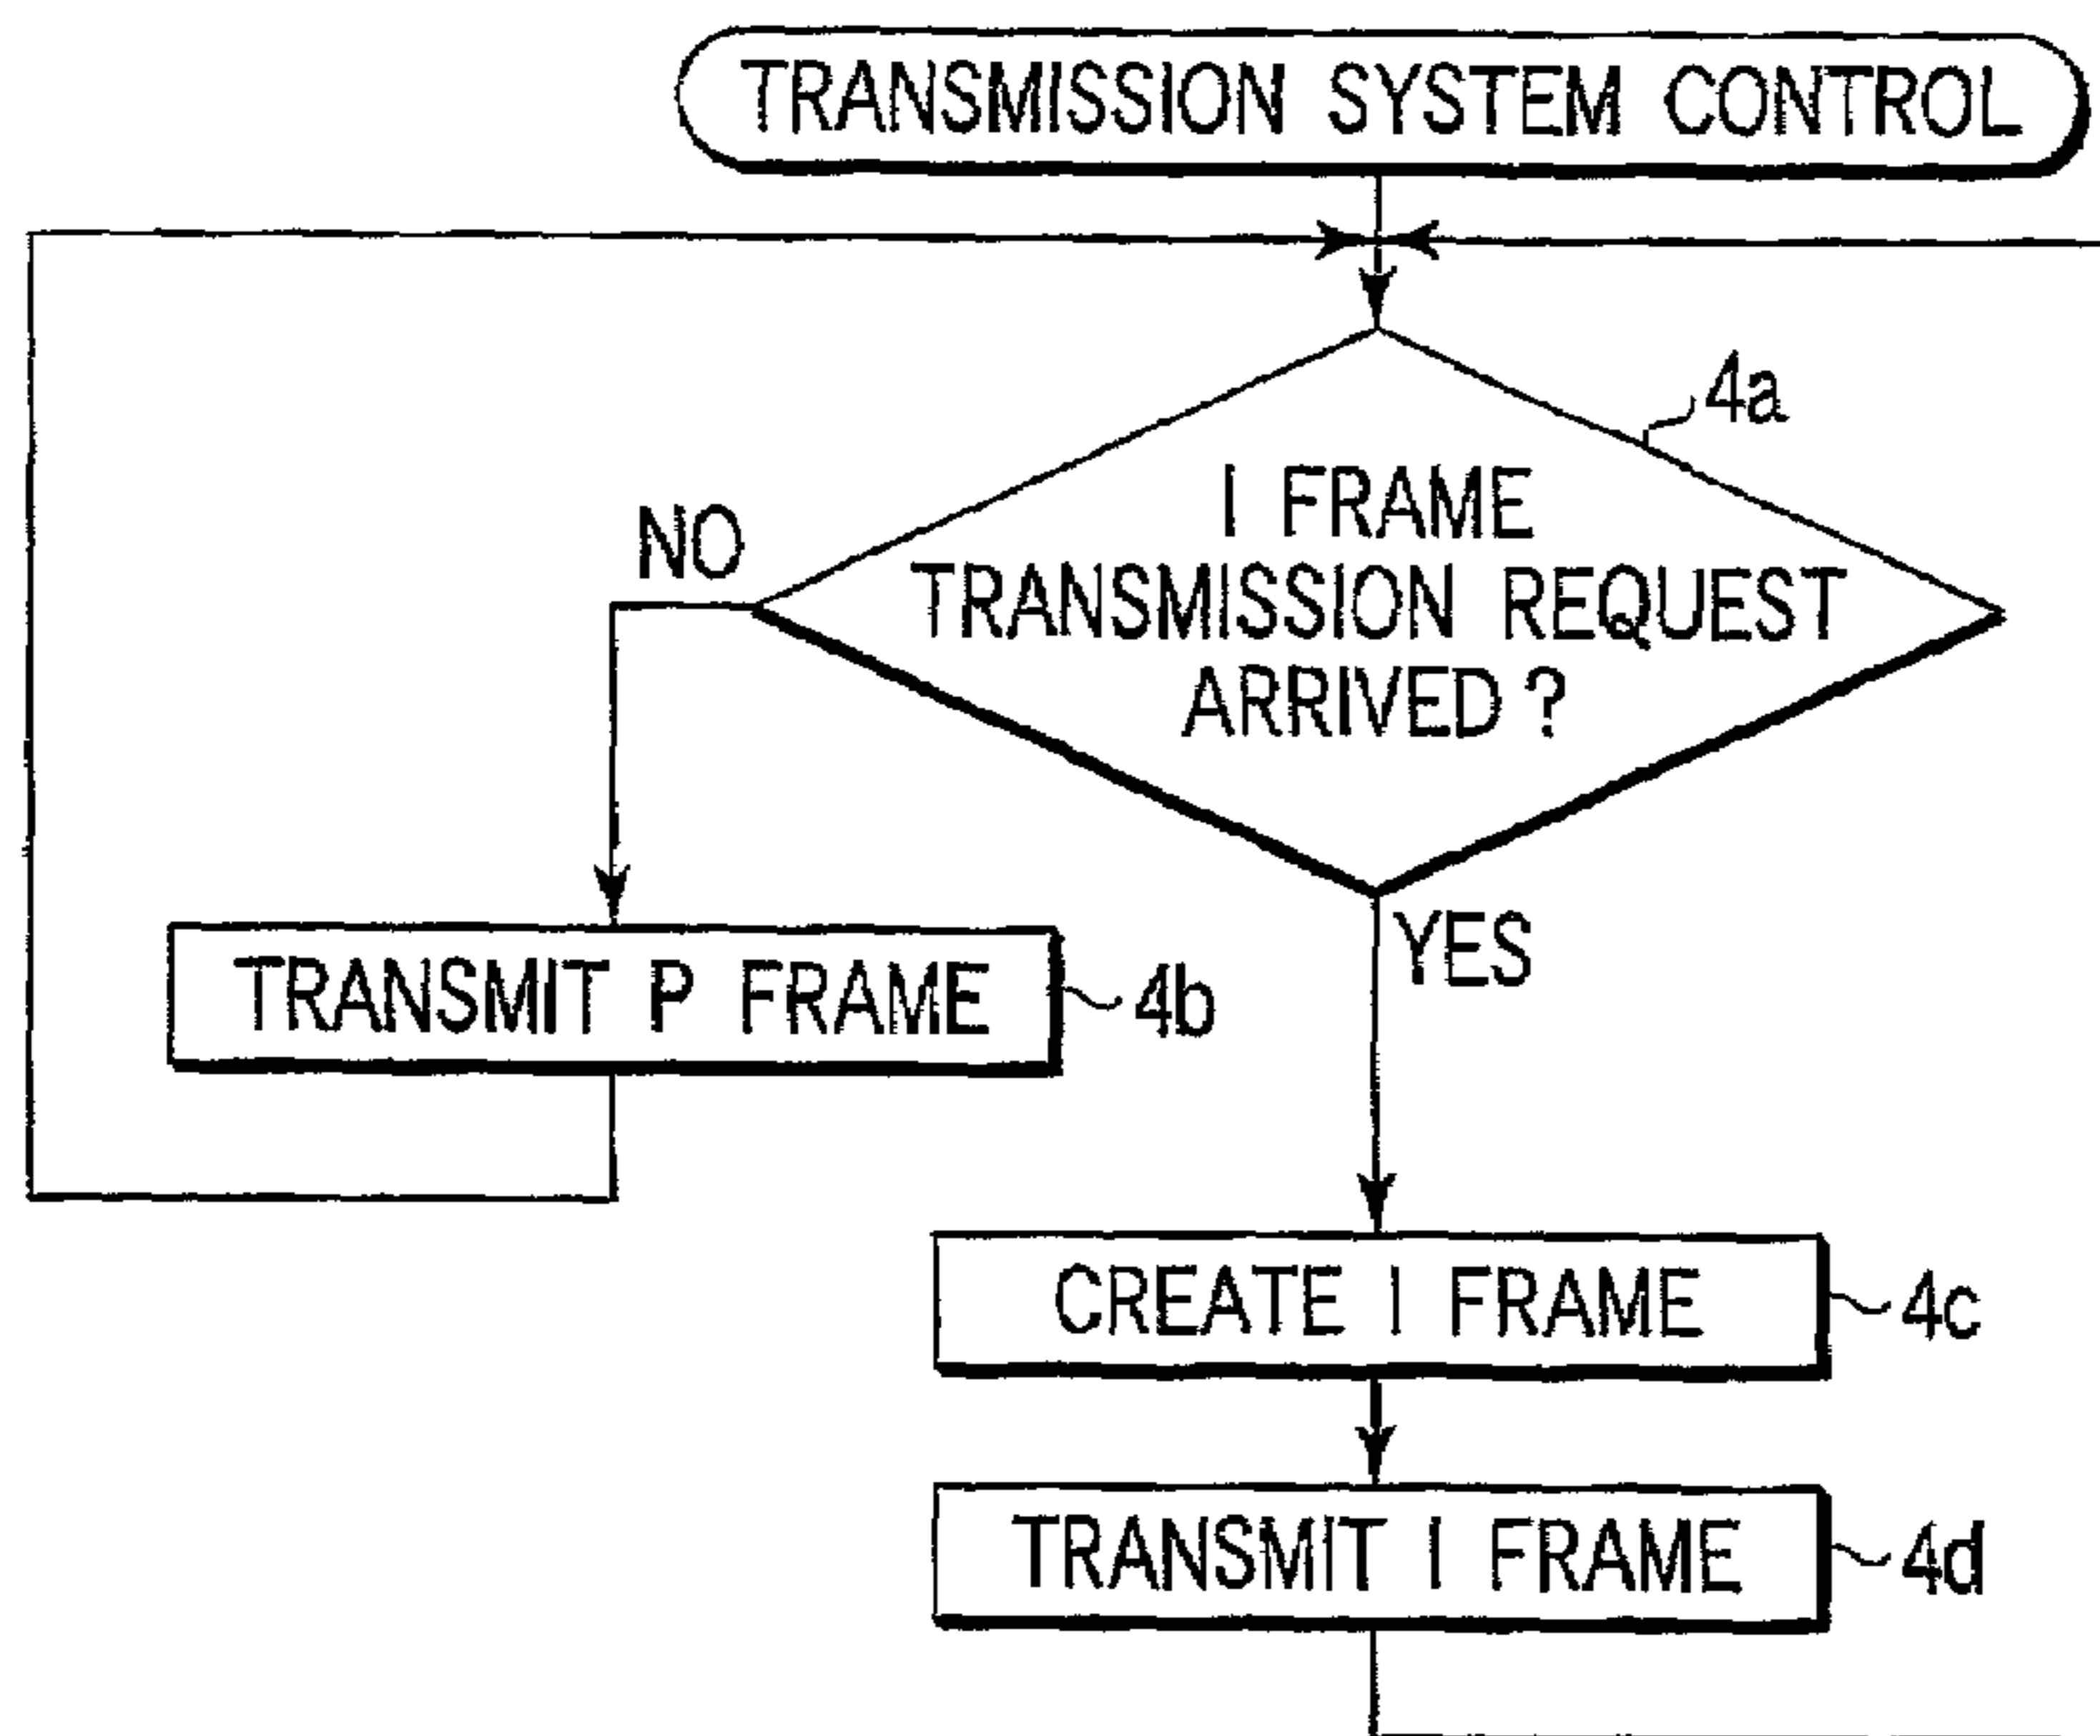 TRANSMISSION SYSTEM CONTROL
4a
I FRAME
TRANSMISSION REQUEST
ARRIVED?
NO
YES
TRANSMIT P FRAME
4b
CREATE I FRAME
4c
TRANSMIT I FRAME
4d